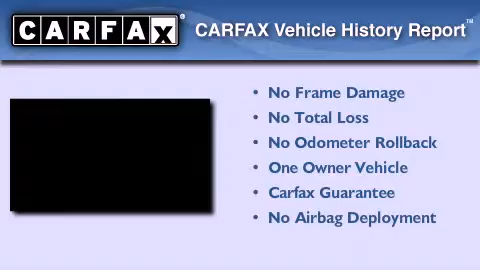 CARFAX® CARFAX Vehicle History Report™
• No Frame Damage
• No Total Loss
• No Odometer Rollback
• One Owner Vehicle
• Carfax Guarantee
• No Airbag Deployment